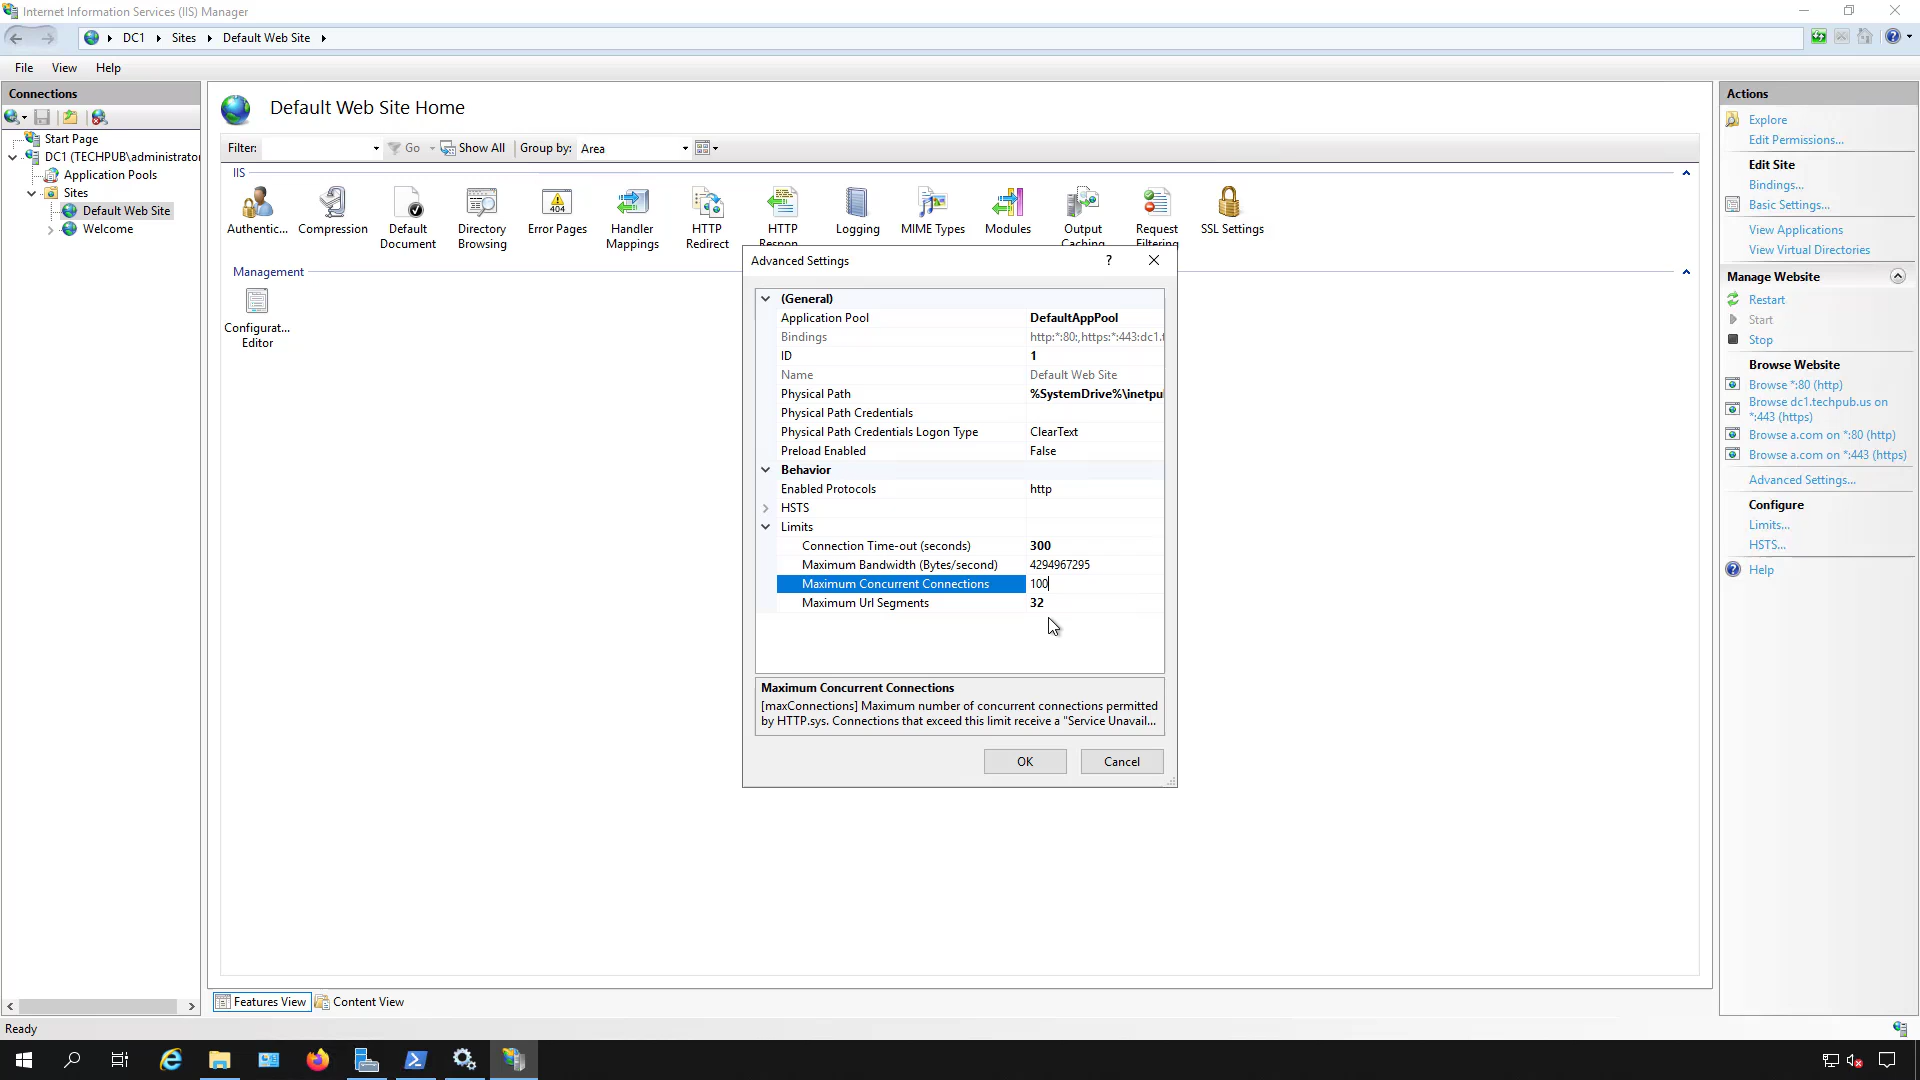 Internet Information Services (IIS) Manager
DC1 Sites Default Web Site
File View Help
Connections
Start Page
DC1 (TECHPUB\administrator
Application Pools
Sites
Default Web Site
Welcome
Default Web Site Home
Filter: Go Show All Group by: Area
IIS
Authentic... Compression Default Document Directory Browsing Error Pages Handler Mappings HTTP Redirect HTTP Respon... Logging MIME Types Modules Output Caching Request Filtering SSL Settings
Management
Configurat...
Editor
Advanced Settings ?
(General)
Application Pool DefaultAppPool
Bindings http:*:80:,https:*:443:dc1.t
ID 1
Name Default Web Site
Physical Path %SystemDrive%\inetpu
Physical Path Credentials
Physical Path Credentials Logon Type ClearText
Preload Enabled False
Behavior
Enabled Protocols http
HSTS
Limits
Connection Time-out (seconds) 300
Maximum Bandwidth (Bytes/second) 4294967295
Maximum Concurrent Connections 100
Maximum Url Segments 32
Maximum Concurrent Connections
[maxConnections] Maximum number of concurrent connections permitted
by HTTP.sys. Connections that exceed this limit receive a "Service Unavail...
OK Cancel
Actions
Explore
Edit Permissions...
Edit Site
Bindings...
Basic Settings...
View Applications
View Virtual Directories
Manage Website
Restart
Start
Stop
Browse Website
Browse *:80 (http)
Browse dc1.techpub.us on
*:443 (https)
Browse a.com on *:80 (http)
Browse a.com on *:443 (https)
Advanced Settings...
Configure
Limits...
HSTS...
Help
Features View Content View
Ready